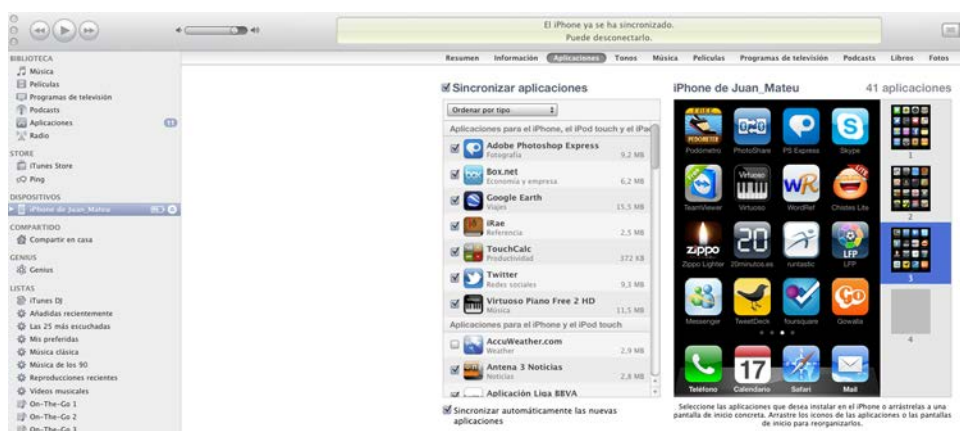 El iPhone ya se ha sincronizado.
Puede desconectarlo.
BIBLIOTECA
Música
Películas
Programas de televisión
Podcasts
Aplicaciones 11
Radio
STORE
iTunes Store
Ping
DISPOSITIVOS
iPhone de Juan_Mateu
COMPARTIDO
Compartir en casa
GENIUS
Genius
LISTAS
iTunes DJ
Añadidas recientemente
Las 25 más escuchadas
Mis preferidas
Música clásica
Música de los 90
Reproducciones recientes
Vídeos musicales
On-The-Go 1
On-The-Go 2
On-The-Go 3
Resumen Información Aplicaciones Tonos Música Películas Programas de televisión Podcasts Libros Fotos
Sincronizar aplicaciones
Ordenar por tipo
Aplicaciones para el iPhone, el iPod touch y el iPad
Adobe Photoshop Express
Fotografía 9,2 MB
Box.net
Economía y empresa 6,2 MB
Google Earth
Viajes 15,5 MB
iRae
Referencia 2,5 MB
TouchCalc
Productividad 372 KB
Twitter
Redes sociales 9,3 MB
Virtuoso Piano Free 2 HD
Música 11,5 MB
Aplicaciones para el iPhone y el iPod touch
AccuWeather.com
Weather 2,9 MB
Antena 3 Noticias
Noticias 2,8 MB
Aplicación Liga BBVA
Sincronizar automáticamente las nuevas
aplicaciones
iPhone de Juan_Mateu 41 aplicaciones
Podómetro PhotoShare PS Express Skype
TeamViewer Virtuoso WordRef Chistes Lite
Zippo Lighter 20minutos.es runtastic LFP
Messenger TweetDeck foursquare Gowalla
17
Teléfono Calendario Safari Mail
1
2
3
4
Seleccione las aplicaciones que desea instalar en el iPhone o arrástrelas a una
pantalla de inicio concreta. Arrastre los iconos de las aplicaciones o las pantallas
de inicio para reorganizarlos.